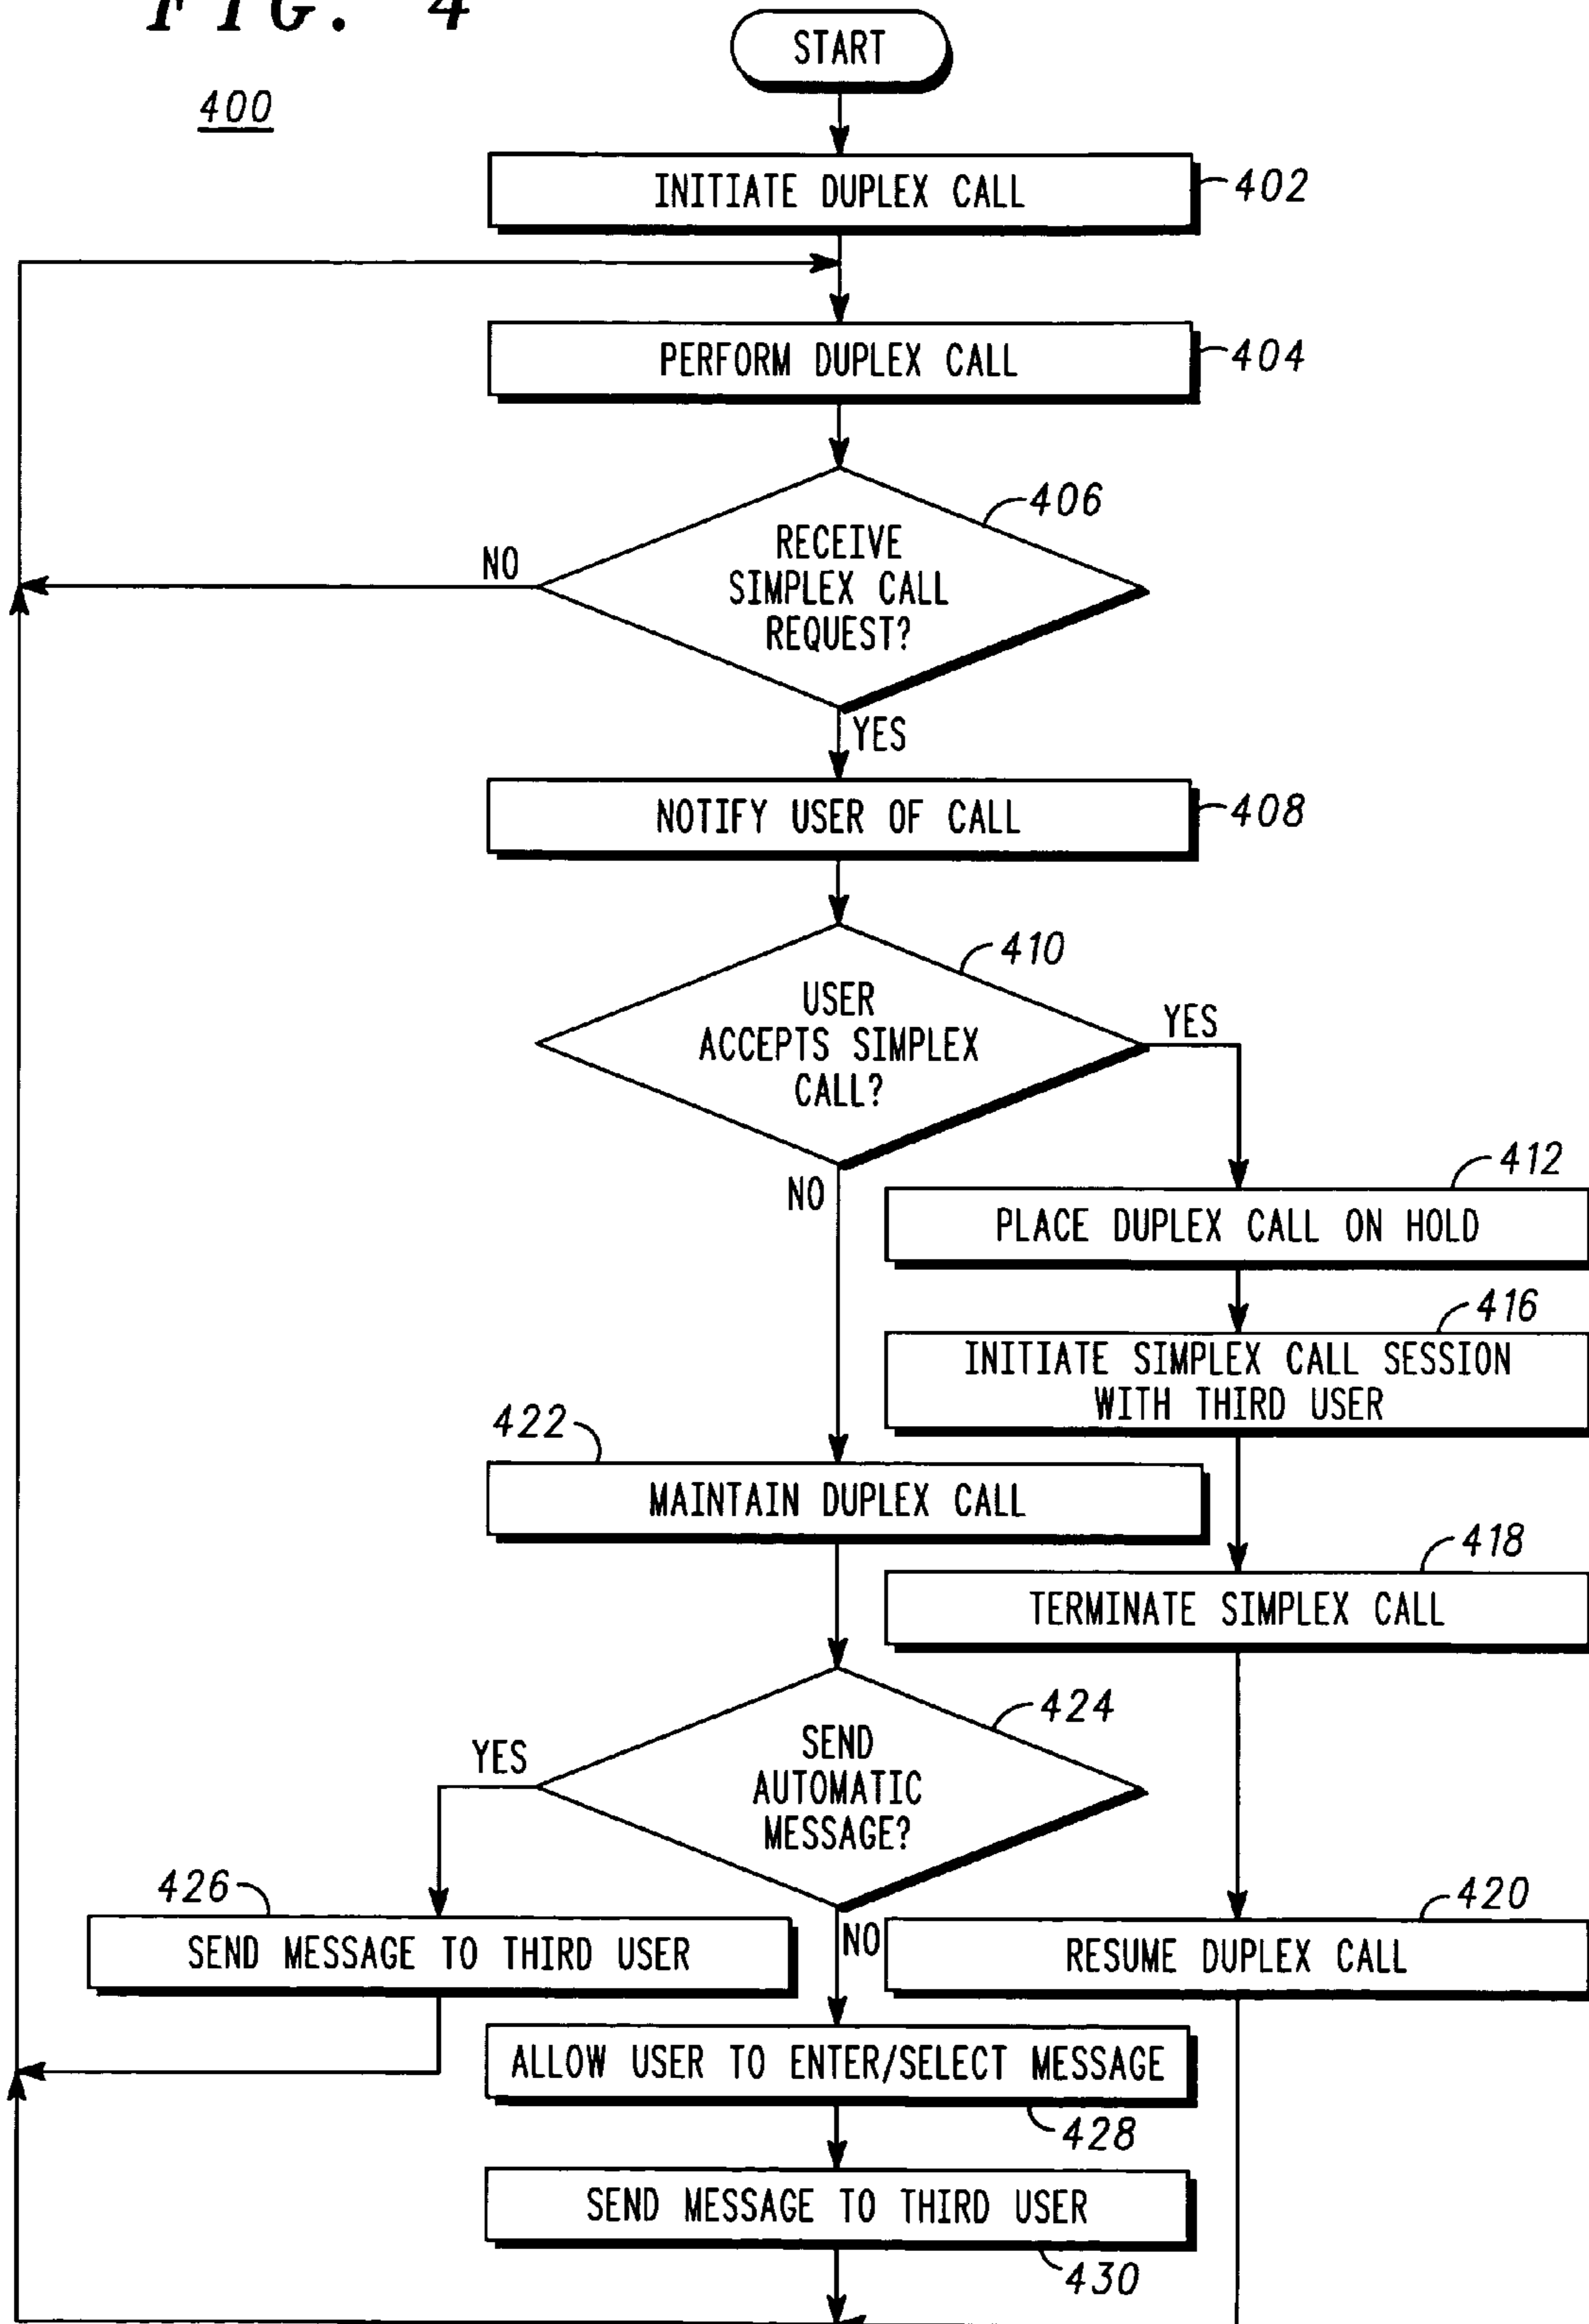 FIG. 4
400
START
INITIATE DUPLEX CALL
402
PERFORM DUPLEX CALL
404
406
RECEIVE
SIMPLEX CALL
REQUEST?
NO
YES
NOTIFY USER OF CALL
408
410
USER
ACCEPTS SIMPLEX
CALL?
YES
NO
412
PLACE DUPLEX CALL ON HOLD
416
INITIATE SIMPLEX CALL SESSION
WITH THIRD USER
422
MAINTAIN DUPLEX CALL
418
TERMINATE SIMPLEX CALL
424
SEND
AUTOMATIC
MESSAGE?
YES
NO
426
SEND MESSAGE TO THIRD USER
420
RESUME DUPLEX CALL
ALLOW USER TO ENTER/SELECT MESSAGE
428
SEND MESSAGE TO THIRD USER
430